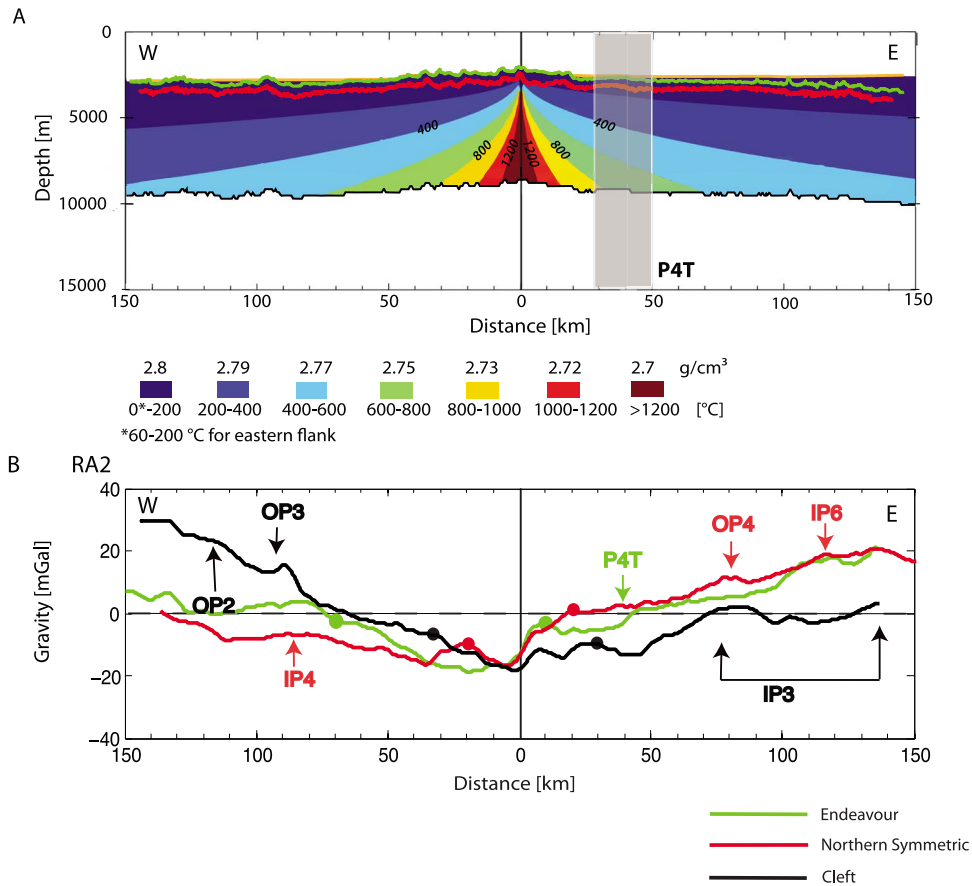 A
0
W
E
5000
400
400
800
1200
1200
800
Depth [m]
10000
P4T
15000
150 100 50 0 50 100 150
Distance [km]
2.8 2.79 2.77 2.75 2.73 2.72 2.7 g/cm³
0*-200 200-400 400-600 600-800 800-1000 1000-1200 >1200 [°C]
*60-200 °C for eastern flank
B RA2
40
W
E
OP3
OP4
IP6
20
P4T
OP2
0
Gravity [mGal]
IP4
IP3
−20
−40
150 100 50 0 50 100 150
Distance [km]
Endeavour
Northern Symmetric
Cleft